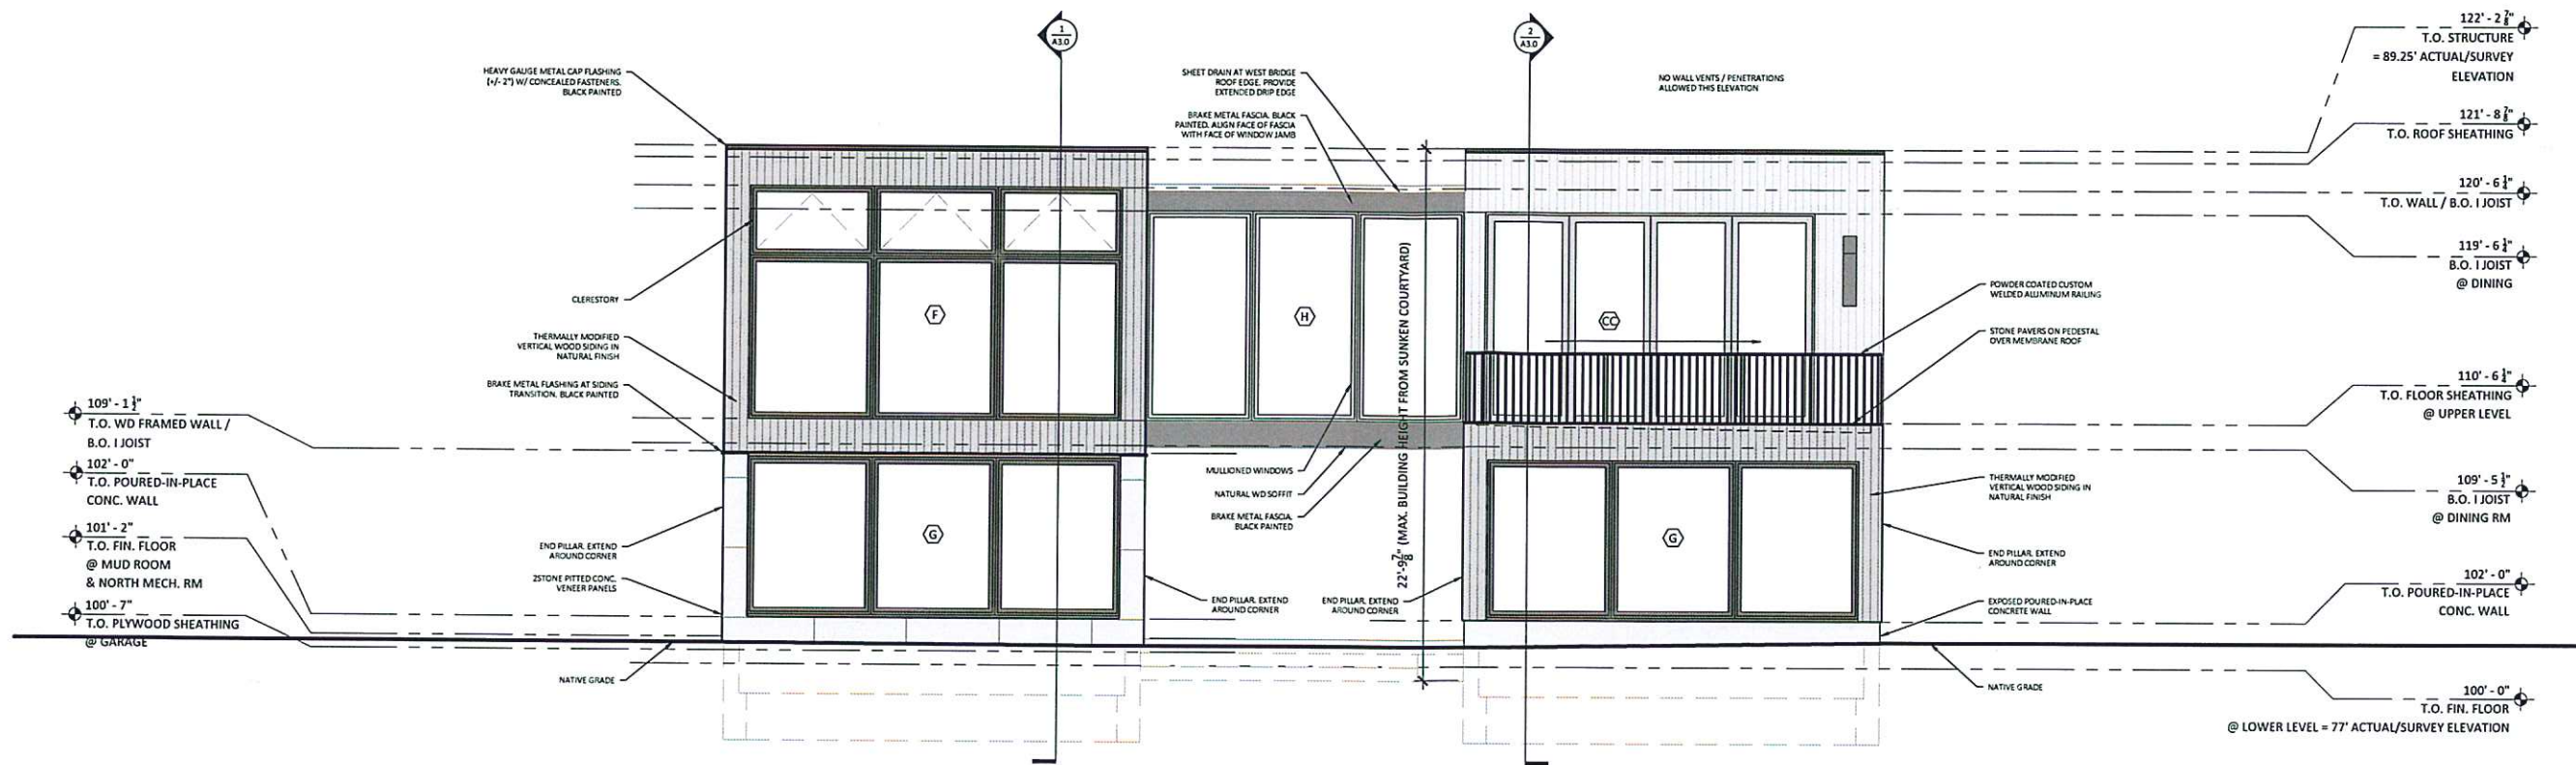 1
A3.0
2
A3.0
HEAVY GAUGE METAL CAP FLASHING
(+/- 2") W/ CONCEALED FASTENERS.
BLACK PAINTED
SHEET DRAIN AT WEST BRIDGE
ROOF EDGE. PROVIDE
EXTENDED DRIP EDGE
BRAKE METAL FASCIA. BLACK
PAINTED. ALIGN FACE OF FASCIA
WITH FACE OF WINDOW JAMB
NO WALL VENTS / PENETRATIONS
ALLOWED THIS ELEVATION
122' - 2 7/8"
T.O. STRUCTURE
= 89.25' ACTUAL/SURVEY
ELEVATION
121' - 8 7/8"
T.O. ROOF SHEATHING
120' - 6 1/4"
T.O. WALL / B.O. I JOIST
119' - 6 1/4"
B.O. I JOIST
@ DINING
CLERESTORY
THERMALLY MODIFIED
VERTICAL WOOD SIDING IN
NATURAL FINISH
BRAKE METAL FLASHING AT SIDING
TRANSITION. BLACK PAINTED
F
H
CC
22'-9 7/8" (MAX. BUILDING HEIGHT FROM SUNKEN COURTYARD)
POWDER COATED CUSTOM
WELDED ALUMINUM RAILING
STONE PAVERS ON PEDESTAL
OVER MEMBRANE ROOF
110' - 6 1/4"
T.O. FLOOR SHEATHING
@ UPPER LEVEL
109' - 1 1/2"
T.O. WD FRAMED WALL /
B.O. I JOIST
102' - 0"
T.O. POURED-IN-PLACE
CONC. WALL
101' - 2"
T.O. FIN. FLOOR
@ MUD ROOM
& NORTH MECH. RM
100' - 7"
T.O. PLYWOOD SHEATHING
@ GARAGE
END PILLAR. EXTEND
AROUND CORNER
2STONE PITTED CONC.
VENEER PANELS
NATIVE GRADE
G
MULLIONED WINDOWS
NATURAL WD SOFFIT
BRAKE METAL FASCIA.
BLACK PAINTED
END PILLAR. EXTEND
AROUND CORNER
END PILLAR. EXTEND
AROUND CORNER
G
THERMALLY MODIFIED
VERTICAL WOOD SIDING IN
NATURAL FINISH
END PILLAR. EXTEND
AROUND CORNER
EXPOSED POURED-IN-PLACE
CONCRETE WALL
NATIVE GRADE
109' - 5 1/2"
B.O. I JOIST
@ DINING RM
102' - 0"
T.O. POURED-IN-PLACE
CONC. WALL
100' - 0"
T.O. FIN. FLOOR
@ LOWER LEVEL = 77' ACTUAL/SURVEY ELEVATION